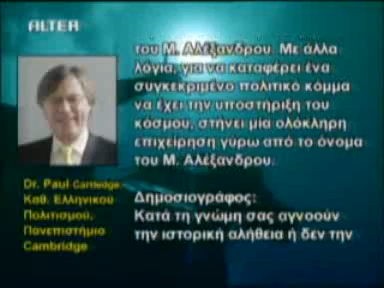 ALTER
του Μ. Αλέξανδρου. Με άλλα
λόγια, για να καταφέρει ένα
συγκεκριμένο πολιτικό κόμμα
να έχει την υποστήριξη του
κόσμου, στήνει μία ολόκληρη
επιχείρηση γύρω από το όνομα
του Μ. Αλέξανδρου.
Δημοσιογράφος:
Κατά τη γνώμη σας αγνοούν
την ιστορική αλήθεια ή δεν την
Dr. Paul Cartledge
Καθ. Ελληνικού
Πολιτισμού,
Πανεπιστήμιο
Cambridge